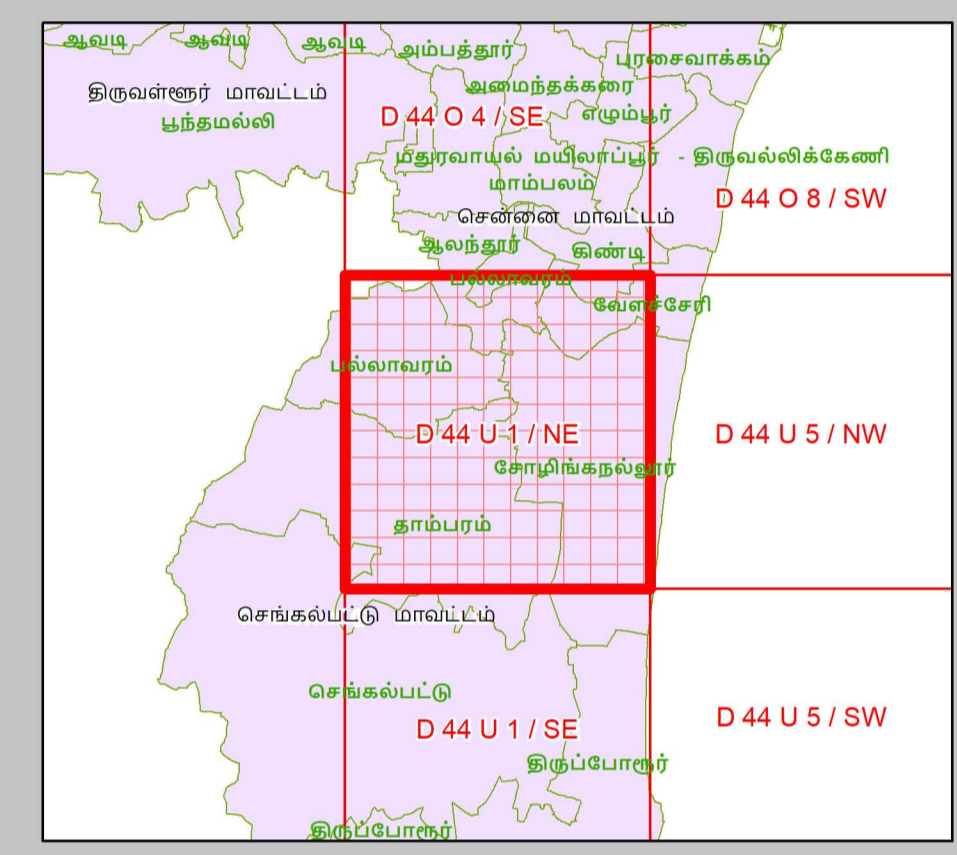 ஆவடி ஆவடி ஆவடி அம்பத்தூர் புரசைவாக்கம்
திருவள்ளூர் மாவட்டம் அமைந்தக்கரை
பூந்தமல்லி D 44 O 4 / SE எழும்பூர்
மதுரவாயல் மயிலாப்பூர் - திருவல்லிக்கேணி
மாம்பலம் D 44 O 8 / SW
சென்னை மாவட்டம்
ஆலந்தூர் கிண்டி
பல்லாவரம்
வேளச்சேரி
பல்லாவரம்
D 44 U 1 / NE D 44 U 5 / NW
சோழிங்கநல்லூர்
தாம்பரம்
செங்கல்பட்டு மாவட்டம்
செங்கல்பட்டு
D 44 U 1 / SE D 44 U 5 / SW
திருப்போரூர்
திருப்போரூர்